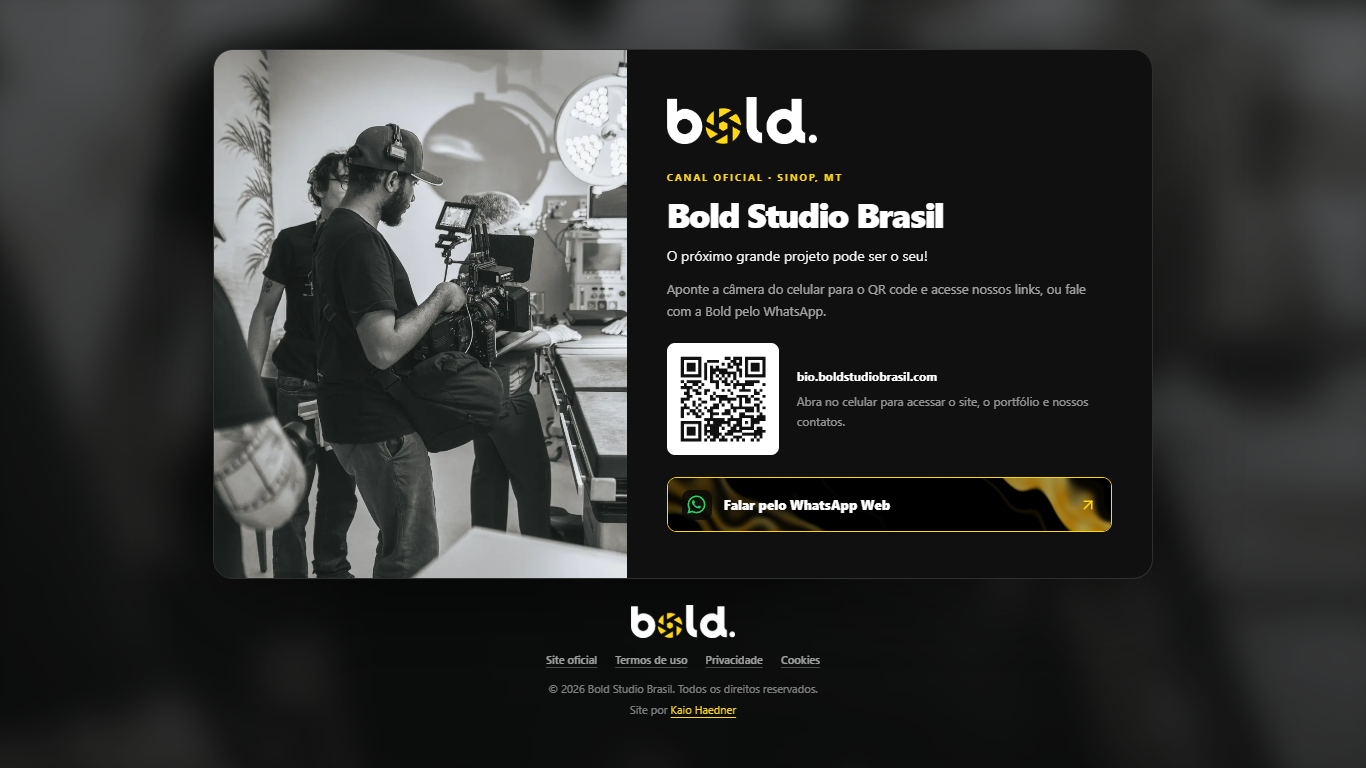 bold.
CANAL OFICIAL · SINOP, MT
Bold Studio Brasil
O próximo grande projeto pode ser o seu!
Aponte a câmera do celular para o QR code e acesse nossos links, ou fale
com a Bold pelo WhatsApp.
bio.boldstudiobrasil.com
Abra no celular para acessar o site, o portfólio e nossos
contatos.
Falar pelo WhatsApp Web
bold.
Site oficial Termos de uso Privacidade Cookies
© 2026 Bold Studio Brasil. Todos os direitos reservados.
Site por Kaio Haedner